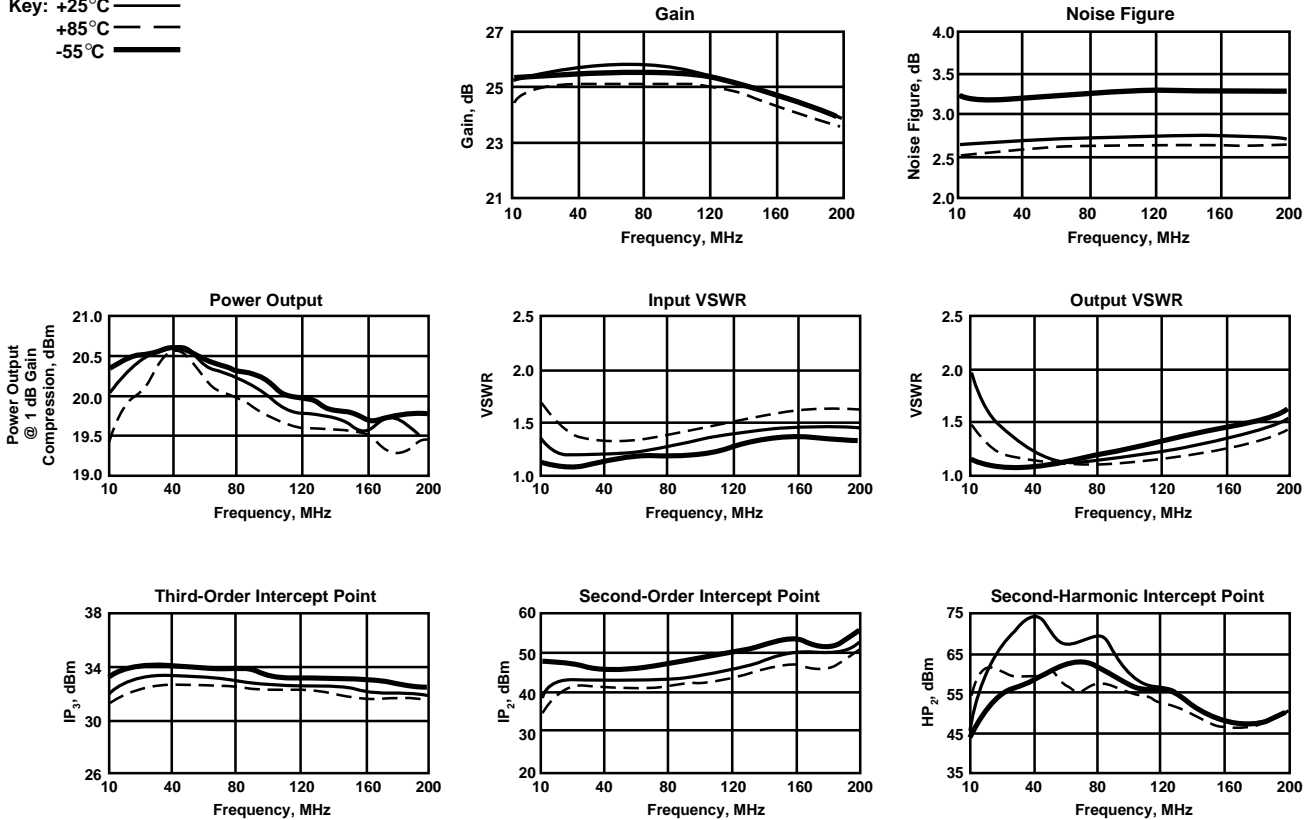 Key: +25°C
+85°C
-55°C
Gain
27
25
23
21
Gain, dB
10 40 80 120 160 200
Frequency, MHz
Noise Figure
4.0
3.5
3.0
2.5
2.0
Noise Figure, dB
10 40 80 120 160 200
Frequency, MHz
Power Output
21.0
20.5
20.0
19.5
19.0
Power Output
@ 1 dB Gain
Compression, dBm
10 40 80 120 160 200
Frequency, MHz
Input VSWR
2.5
2.0
1.5
1.0
VSWR
10 40 80 120 160 200
Frequency, MHz
Output VSWR
2.5
2.0
1.5
1.0
VSWR
10 40 80 120 160 200
Frequency, MHz
Third-Order Intercept Point
38
34
30
26
IP3, dBm
10 40 80 120 160 200
Frequency, MHz
Second-Order Intercept Point
60
50
40
30
20
IP2, dBm
10 40 80 120 160 200
Frequency, MHz
Second-Harmonic Intercept Point
75
65
55
45
35
HP2, dBm
10 40 80 120 160 200
Frequency, MHz